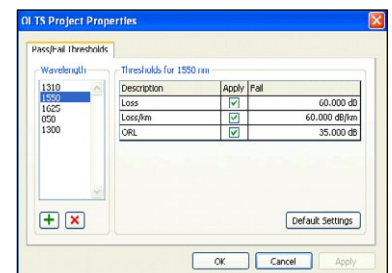 OLTS Project Properties
Pass/Fail Thresholds
Wavelength
1310
1550
1625
850
1300
Thresholds for 1550 nm
Description Apply Fail
Loss 60.000 dB
Loss/km 60.000 dB/km
ORL 35.000 dB
Default Settings
OK Cancel Apply